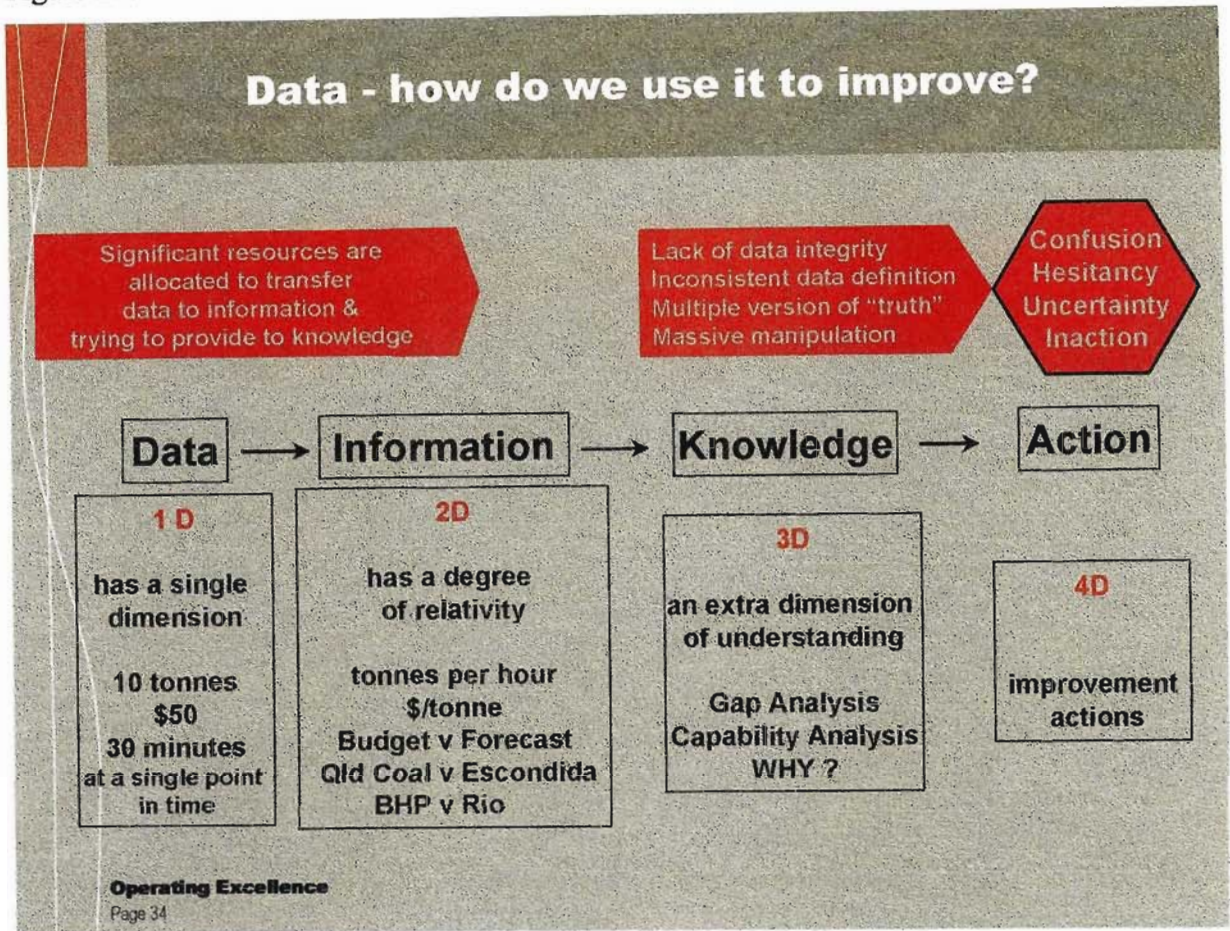 Data - how do we use it to improve?
Significant resources are
allocated to transfer
data to information &
trying to provide to knowledge
Lack of data integrity
Inconsistent data definition
Multiple version of “truth”
Massive manipulation
Confusion
Hesitancy
Uncertainty
Inaction
Data
Information
Knowledge
Action
1 D
has a single
dimension
10 tonnes
$50
30 minutes
at a single point
in time
2D
has a degree
of relativity
tonnes per hour
$/tonne
Budget v Forecast
Qld Coal v Escondida
BHP v Rio
3D
an extra dimension
of understanding
Gap Analysis
Capability Analysis
WHY ?
4D
improvement
actions
Operating Excellence
Page 34